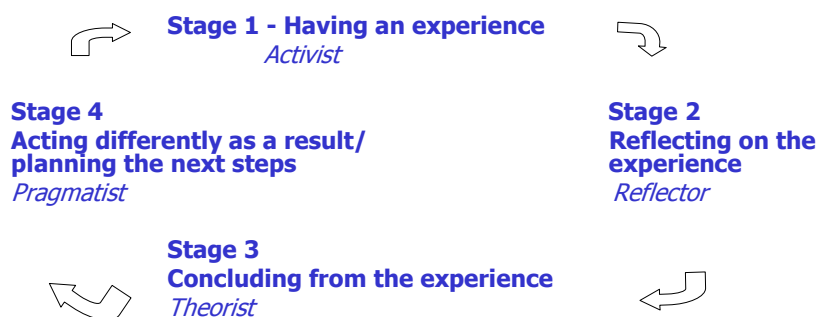 Stage 1 - Having an experience
Activist
Stage 4
Acting differently as a result/
planning the next steps
Pragmatist
Stage 2
Reflecting on the
experience
Reflector
Stage 3
Concluding from the experience
Theorist